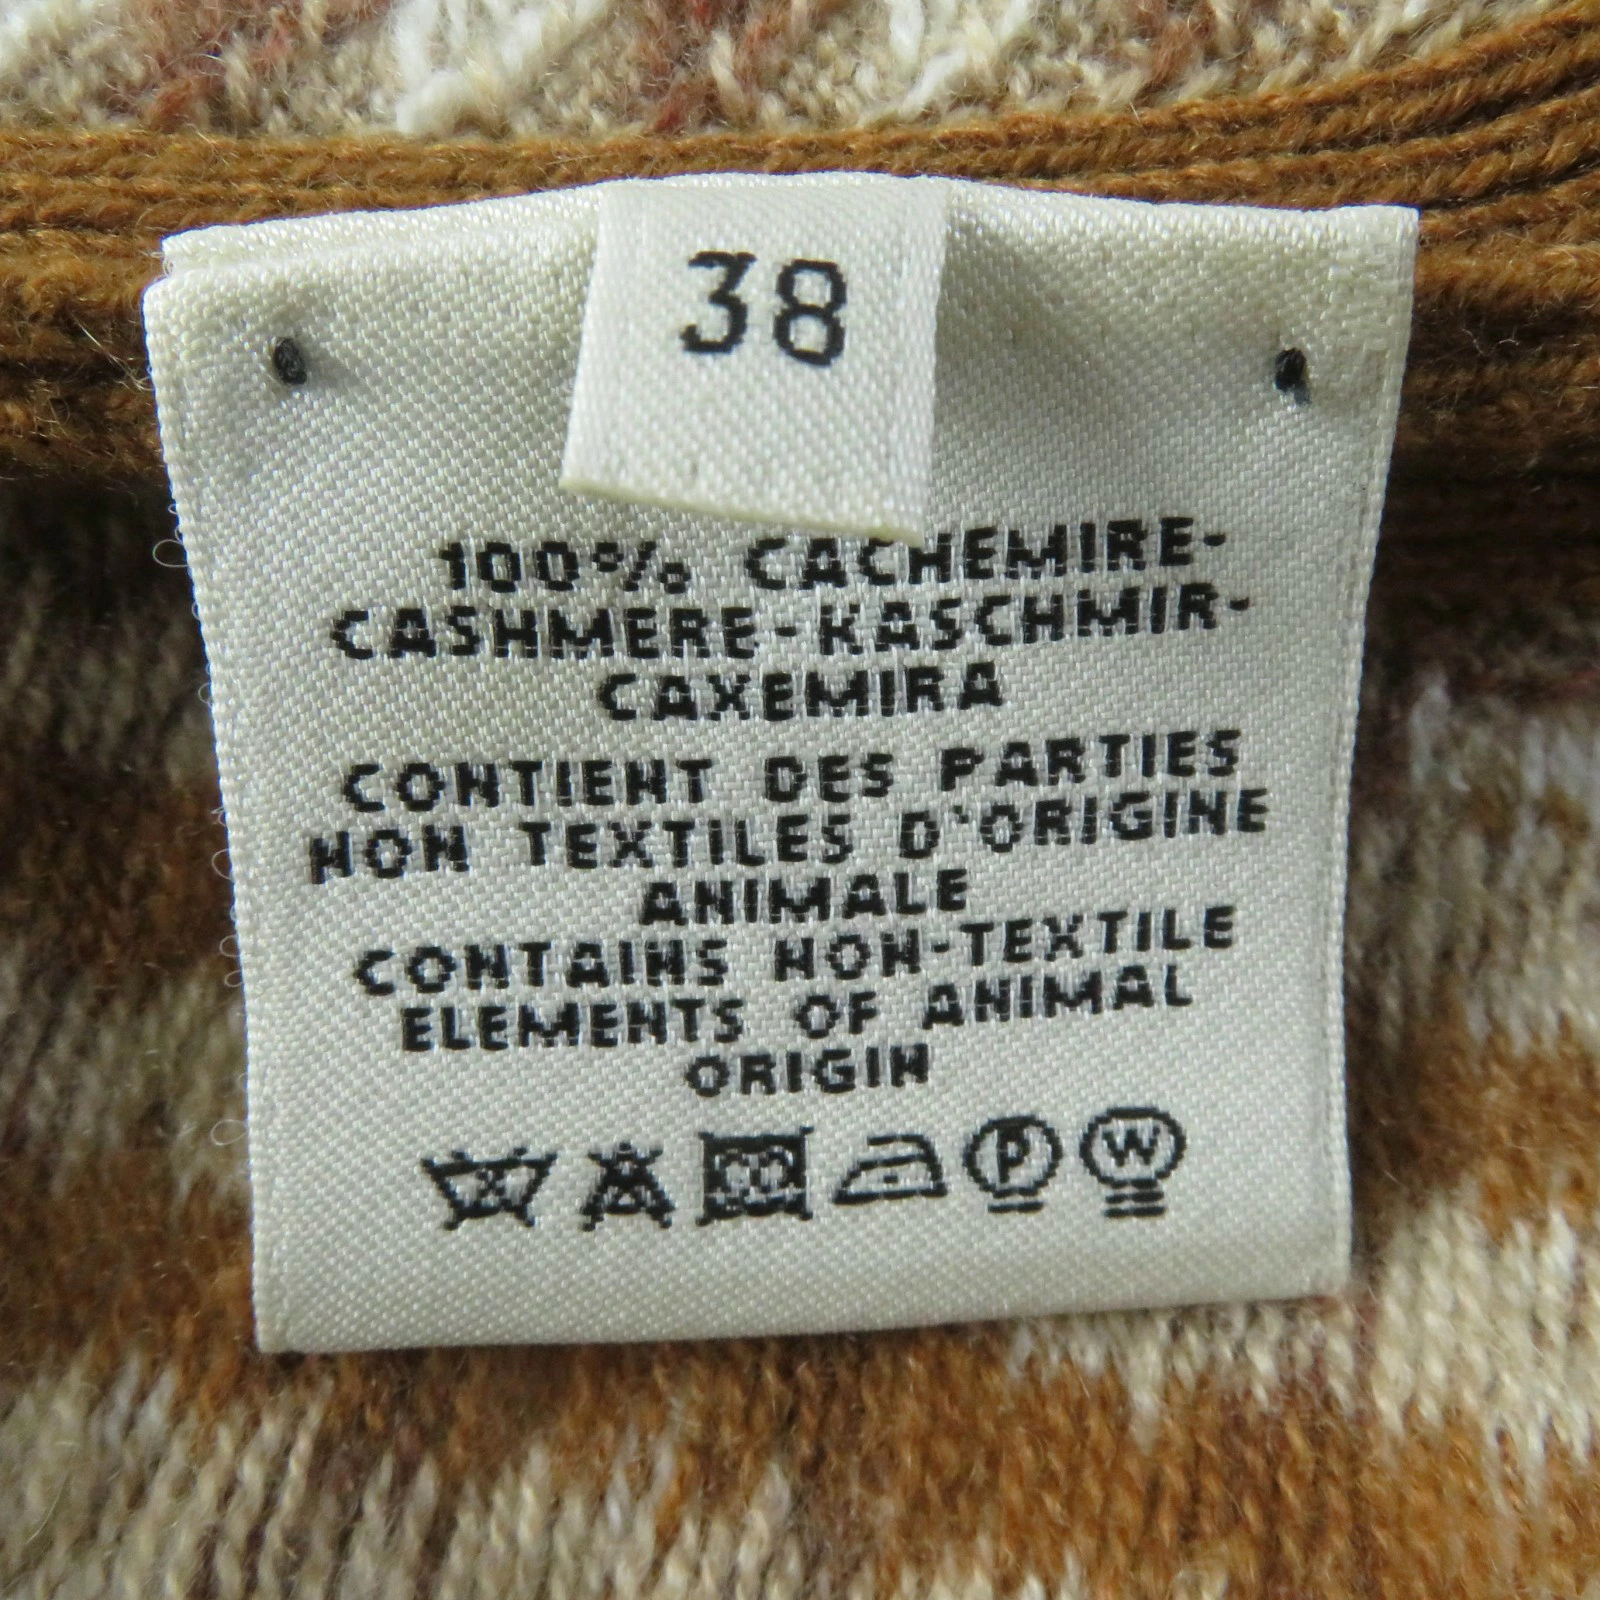 38
100% CACHEMIRE-
CASHMERE-KASCHMIR-
CAXEMIRA
CONTIENT DES PARTIES
NON TEXTILES D'ORIGINE
ANIMALE
CONTAINS NON-TEXTILE
ELEMENTS OF ANIMAL
ORIGIN
P W